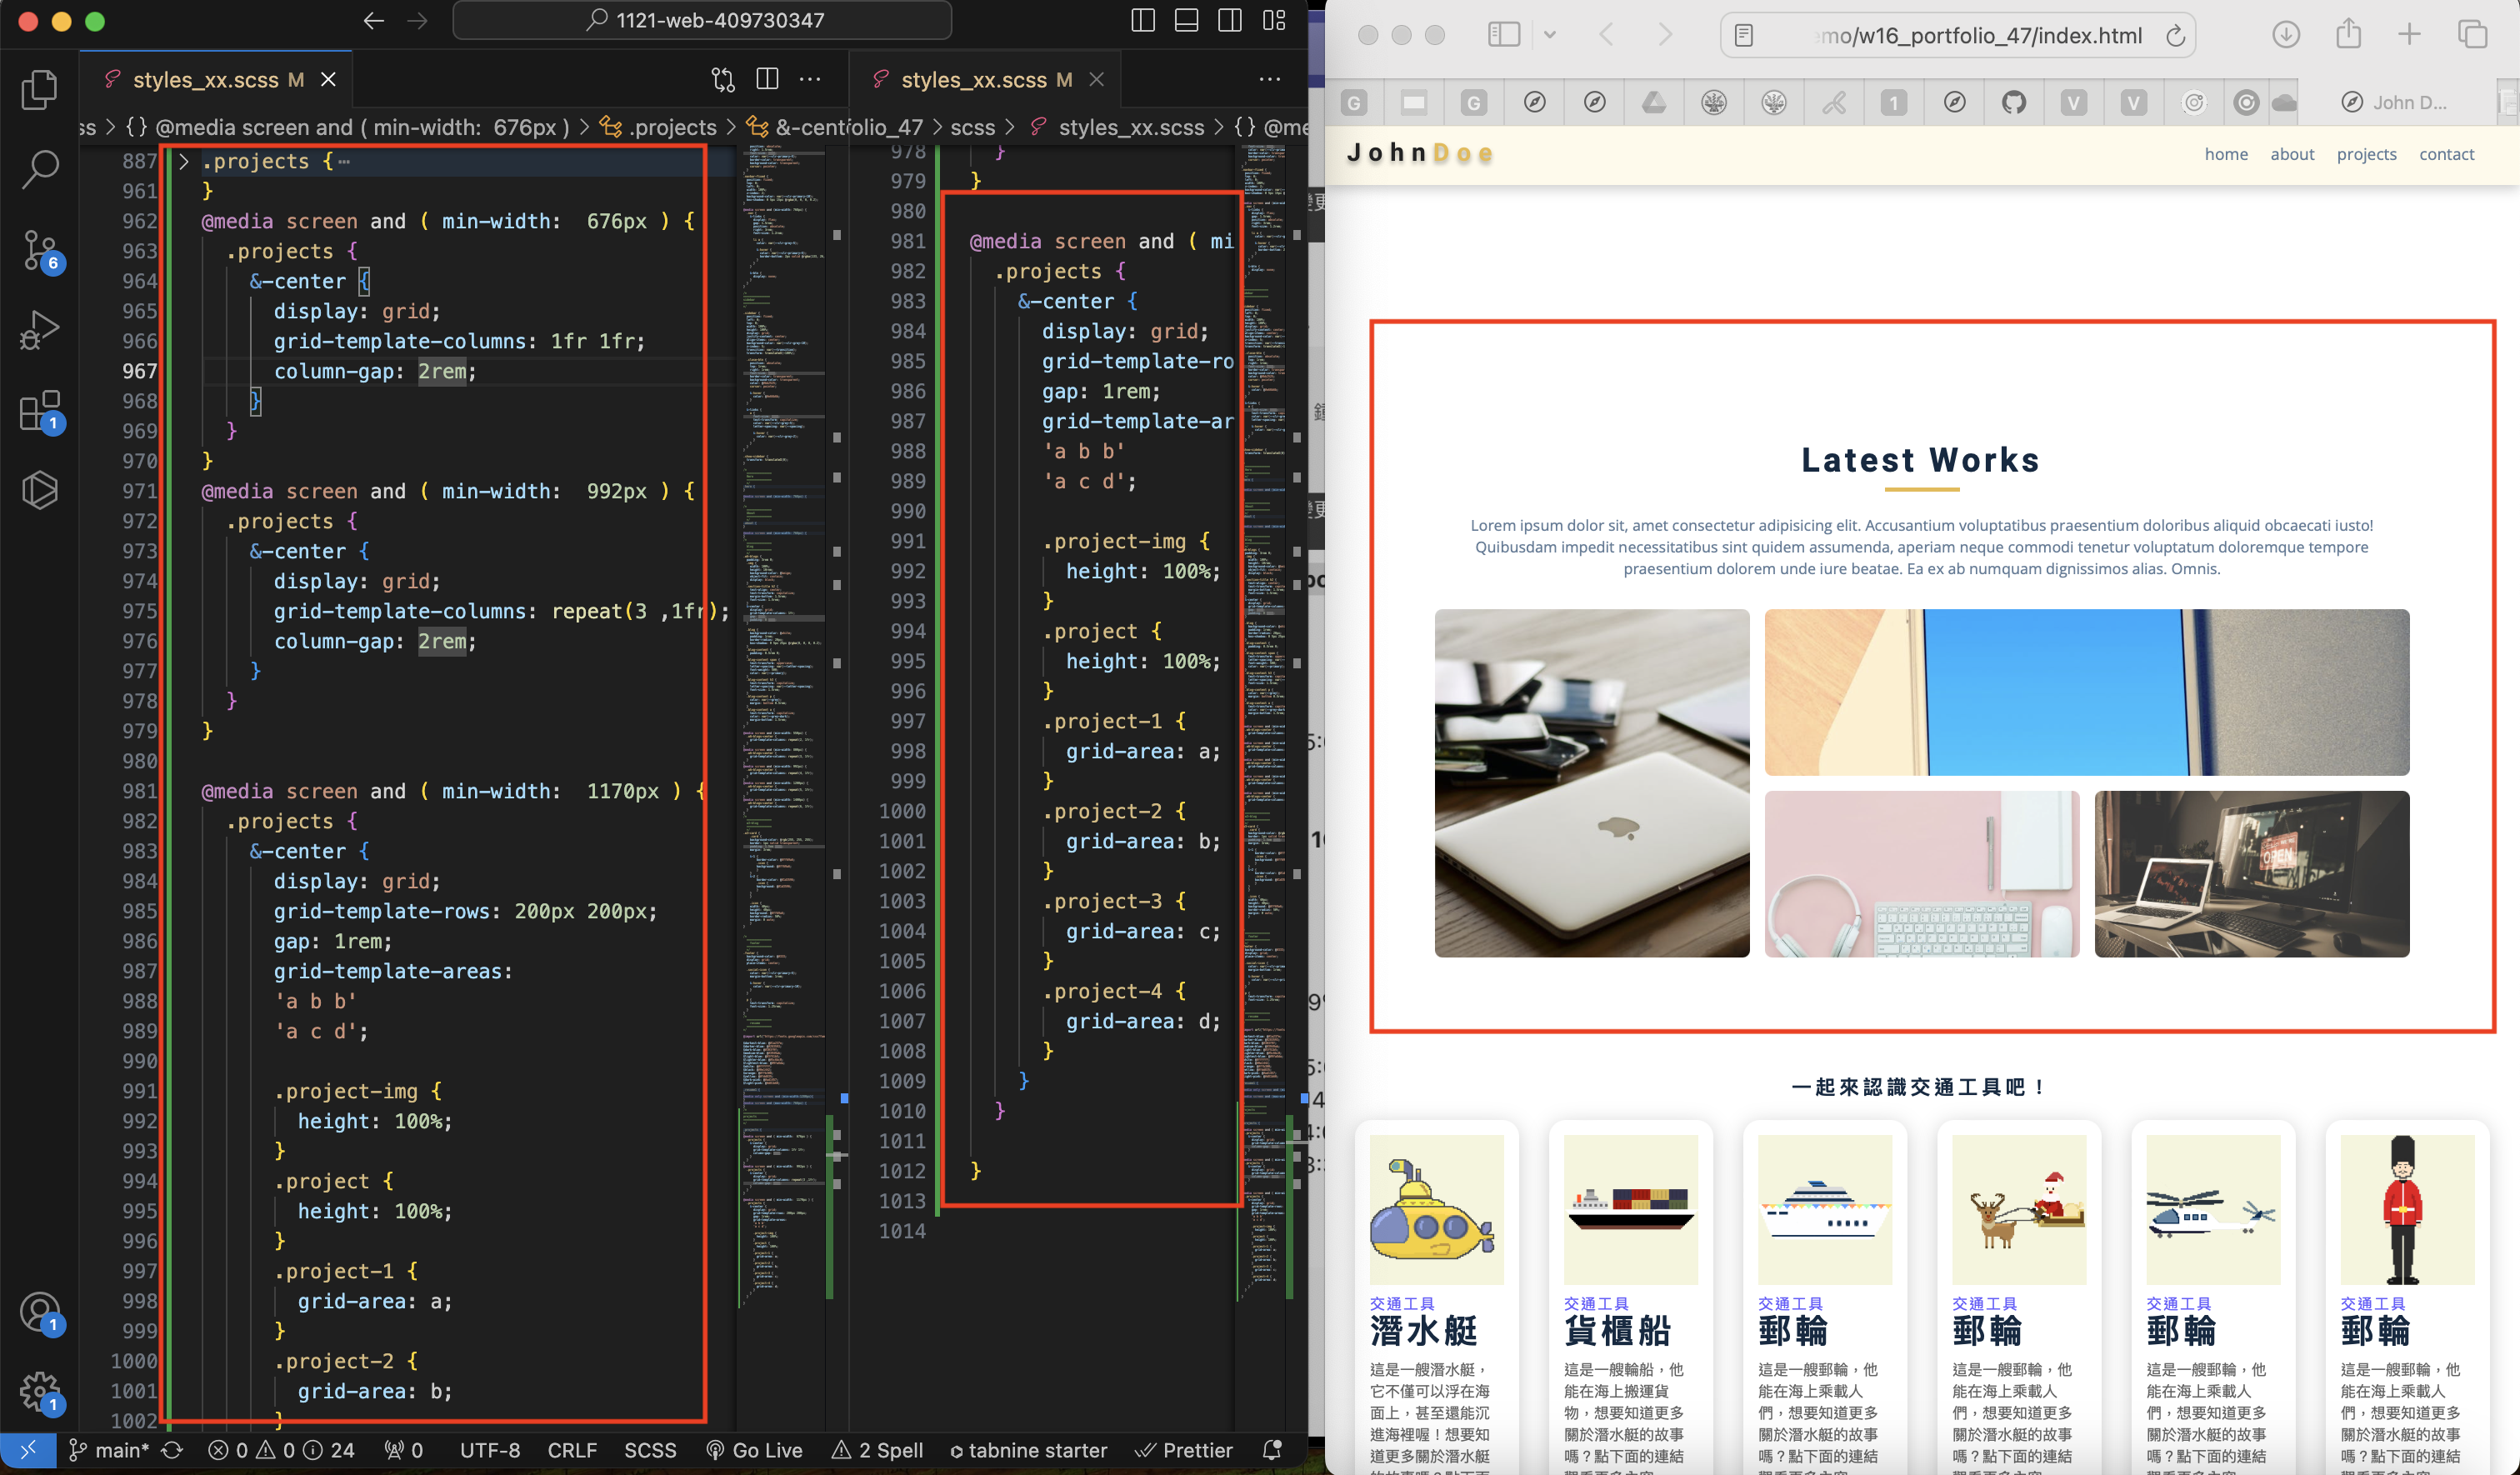 1121-web-409730347
styles_xx.scss M
ss > {} @media screen and ( min-width: 676px ) > .projects > &-cent
887 .projects {⋯
961 }
962 @media screen and ( min-width:  676px ) {
963 .projects {
964 &-center {
965 display: grid;
966 grid-template-columns: 1fr 1fr;
967 column-gap: 2rem;
968 }
969 }
970 }
971 @media screen and ( min-width:  992px ) {
972 .projects {
973 &-center {
974 display: grid;
975 grid-template-columns: repeat(3 ,1fr);
976 column-gap: 2rem;
977 }
978 }
979 }
980
981 @media screen and ( min-width:  1170px ) {
982 .projects {
983 &-center {
984 display: grid;
985 grid-template-rows: 200px 200px;
986 gap: 1rem;
987 grid-template-areas:
988 'a b b'
989 'a c d';
990
991 .project-img {
992 height: 100%;
993 }
994 .project {
995 height: 100%;
996 }
997 .project-1 {
998 grid-area: a;
999 }
1000 .project-2 {
1001 grid-area: b;
1002 }
styles_xx.scss M
folio_47 > scss > styles_xx.scss > {} @me
978 }
979 }
980
981 @media screen and ( mi
982 .projects {
983 &-center {
984 display: grid;
985 grid-template-ro
986 gap: 1rem;
987 grid-template-ar
988 'a b b'
989 'a c d';
990
991 .project-img {
992 height: 100%;
993 }
994 .project {
995 height: 100%;
996 }
997 .project-1 {
998 grid-area: a;
999 }
1000 .project-2 {
1001 grid-area: b;
1002 }
1003 .project-3 {
1004 grid-area: c;
1005 }
1006 .project-4 {
1007 grid-area: d;
1008 }
1009 }
1010 }
1011
1012 }
1013
1014
6
1
1
1
main* 0 0 24 0 UTF-8 CRLF SCSS Go Live 2 Spell tabnine starter Prettier
emo/w16_portfolio_47/index.html
G G 1 V V John D...
JohnDoe
home about projects contact
Latest Works
Lorem ipsum dolor sit, amet consectetur adipisicing elit. Accusantium voluptatibus praesentium doloribus aliquid obcaecati iusto!
Quibusdam impedit necessitatibus sint quidem assumenda, aperiam neque commodi tenetur voluptatum doloremque tempore
praesentium dolorem unde iure beatae. Ea ex ab numquam dignissimos alias. Omnis.
OPEN
一起來認識交通工具吧！
交通工具
潛水艇
這是一艘潛水艇，
它不僅可以浮在海
面上，甚至還能沉
進海裡喔！想要知
道更多關於潛水艇
交通工具
貨櫃船
這是一艘輪船，他
能在海上搬運貨
物，想要知道更多
關於潛水艇的故事
嗎？點下面的連結
交通工具
郵輪
這是一艘郵輪，他
能在海上乘載人
們，想要知道更多
關於潛水艇的故事
嗎？點下面的連結
交通工具
郵輪
這是一艘郵輪，他
能在海上乘載人
們，想要知道更多
關於潛水艇的故事
嗎？點下面的連結
交通工具
郵輪
這是一艘郵輪，他
能在海上乘載人
們，想要知道更多
關於潛水艇的故事
嗎？點下面的連結
交通工具
郵輪
這是一艘郵輪，他
能在海上乘載人
們，想要知道更多
關於潛水艇的故事
嗎？點下面的連結